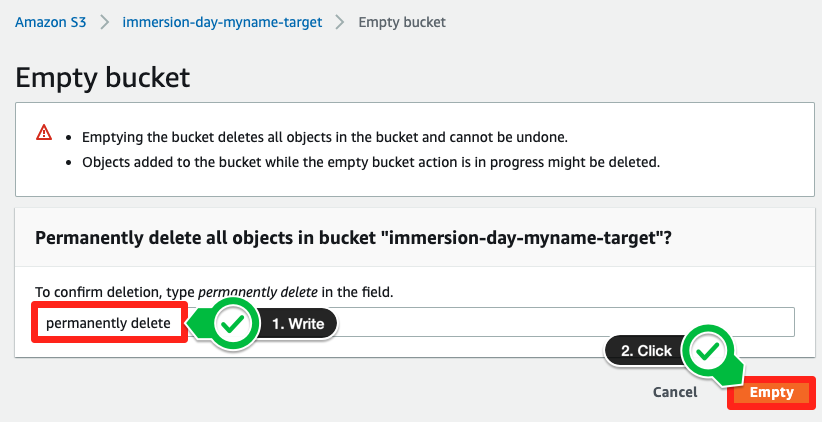 Amazon S3 > immersion-day-myname-target > Empty bucket
Empty bucket
• Emptying the bucket deletes all objects in the bucket and cannot be undone.
• Objects added to the bucket while the empty bucket action is in progress might be deleted.
Permanently delete all objects in bucket "immersion-day-myname-target"?
To confirm deletion, type permanently delete in the field.
permanently delete
1. Write
2. Click
Cancel
Empty